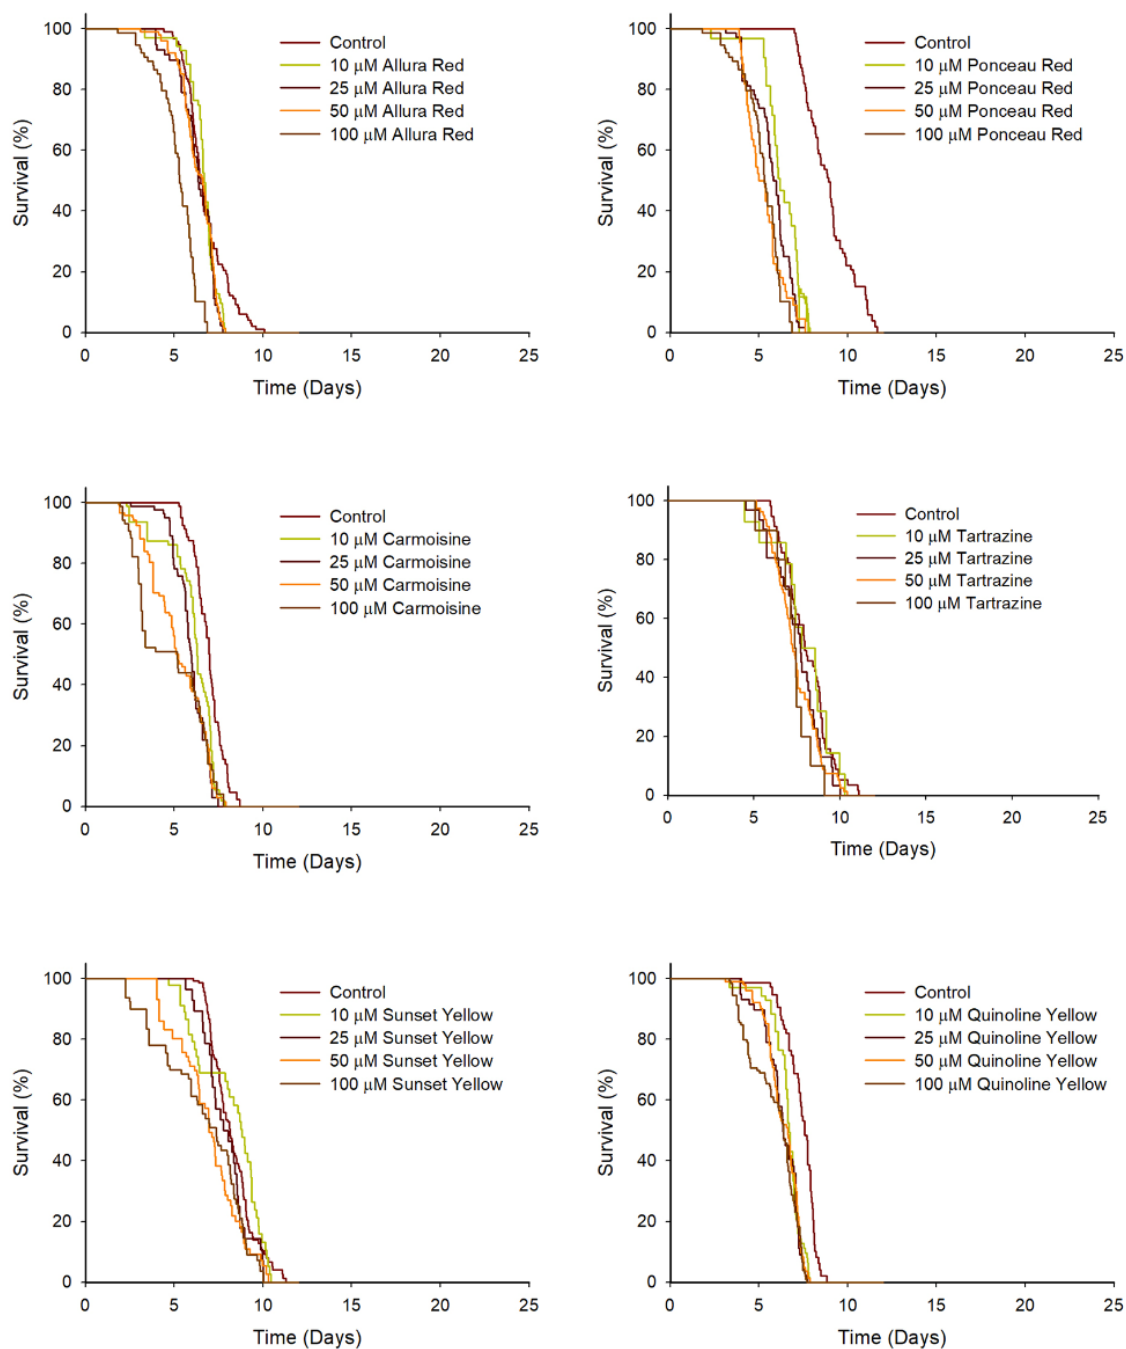 Survival (%)
100
80
60
40
20
0
Control
10 μM Allura Red
25 μM Allura Red
50 μM Allura Red
100 μM Allura Red
0 5 10 15 20 25
Time (Days)
Survival (%)
100
80
60
40
20
0
Control
10 μM Ponceau Red
25 μM Ponceau Red
50 μM Ponceau Red
100 μM Ponceau Red
0 5 10 15 20 25
Time (Days)
Survival (%)
100
80
60
40
20
0
Control
10 μM Carmoisine
25 μM Carmoisine
50 μM Carmoisine
100 μM Carmoisine
0 5 10 15 20 25
Time (Days)
Survival (%)
100
80
60
40
20
0
Control
10 μM Tartrazine
25 μM Tartrazine
50 μM Tartrazine
100 μM Tartrazine
0 5 10 15 20 25
Time (Days)
Survival (%)
100
80
60
40
20
0
Control
10 μM Sunset Yellow
25 μM Sunset Yellow
50 μM Sunset Yellow
100 μM Sunset Yellow
0 5 10 15 20 25
Time (Days)
Survival (%)
100
80
60
40
20
0
Control
10 μM Quinoline Yellow
25 μM Quinoline Yellow
50 μM Quinoline Yellow
100 μM Quinoline Yellow
0 5 10 15 20 25
Time (Days)